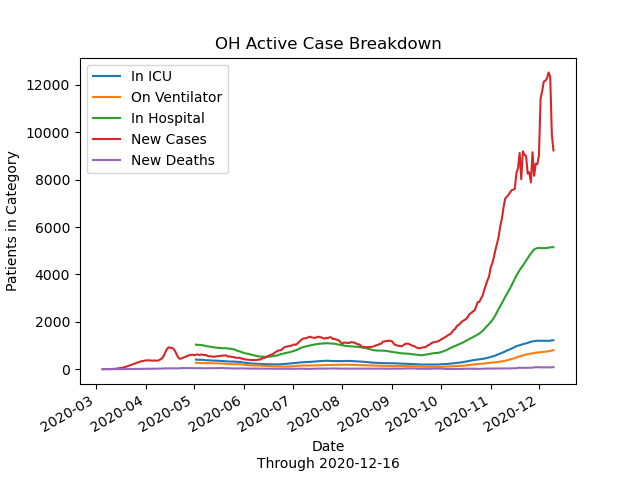 OH Active Case Breakdown
In ICU
On Ventilator
In Hospital
New Cases
New Deaths
Patients in Category
12000
10000
8000
6000
4000
2000
0
2020-03
2020-04
2020-05
2020-06
2020-07
2020-08
2020-09
2020-10
2020-11
2020-12
Date
Through 2020-12-16